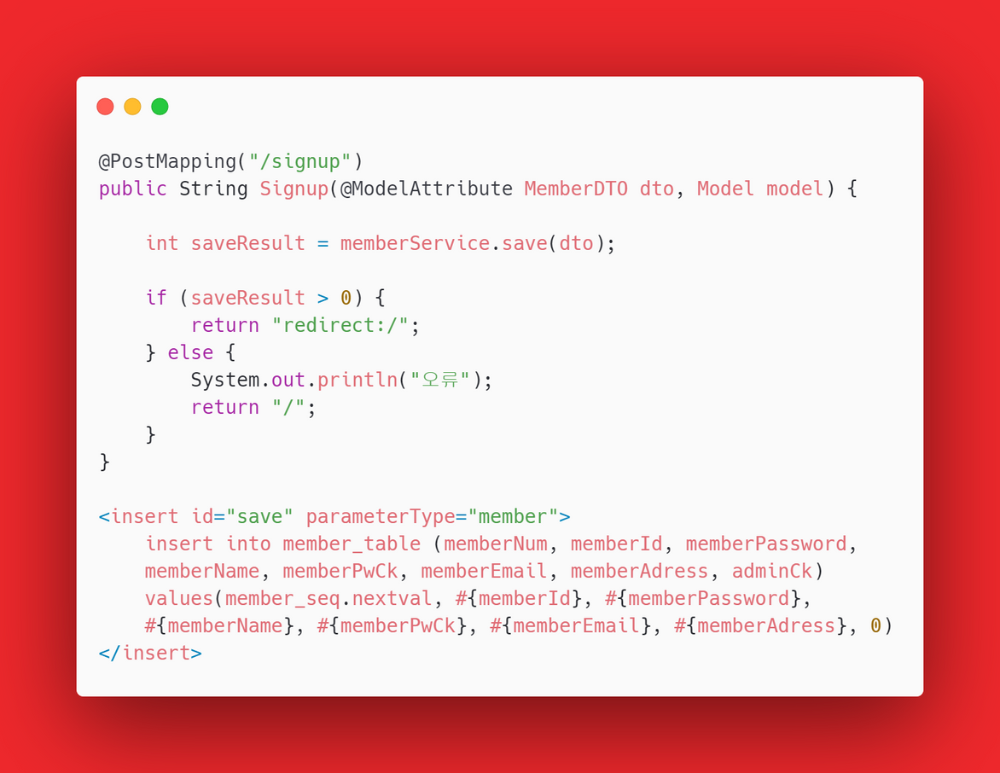 @PostMapping("/signup")
public String Signup(@ModelAttribute MemberDTO dto, Model model) {
int saveResult = memberService.save(dto);
if (saveResult > 0) {
return "redirect:/";
} else {
System.out.println("오류");
return "/";
}
}
<insert id="save" parameterType="member">
insert into member_table (memberNum, memberId, memberPassword,
memberName, memberPwCk, memberEmail, memberAdress, adminCk)
values(member_seq.nextval, #{memberId}, #{memberPassword},
#{memberName}, #{memberPwCk}, #{memberEmail}, #{memberAdress}, 0)
</insert>